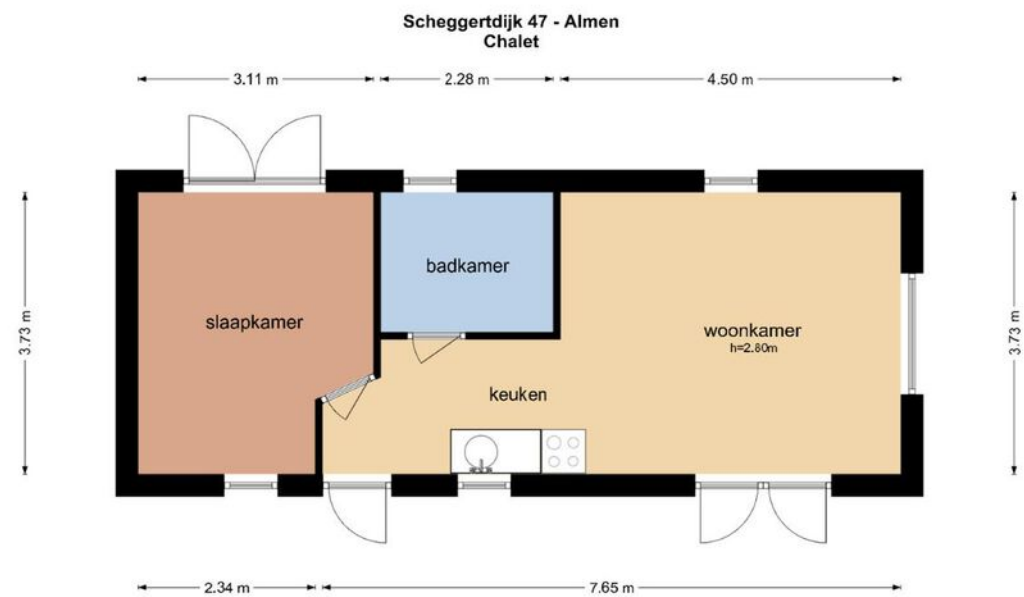 Scheggertdijk 47 - Almen
Chalet
3.11 m
2.28 m
4.50 m
badkamer
slaapkamer
woonkamer
h=2.80m
3.73 m
3.73 m
keuken
2.34 m
7.65 m